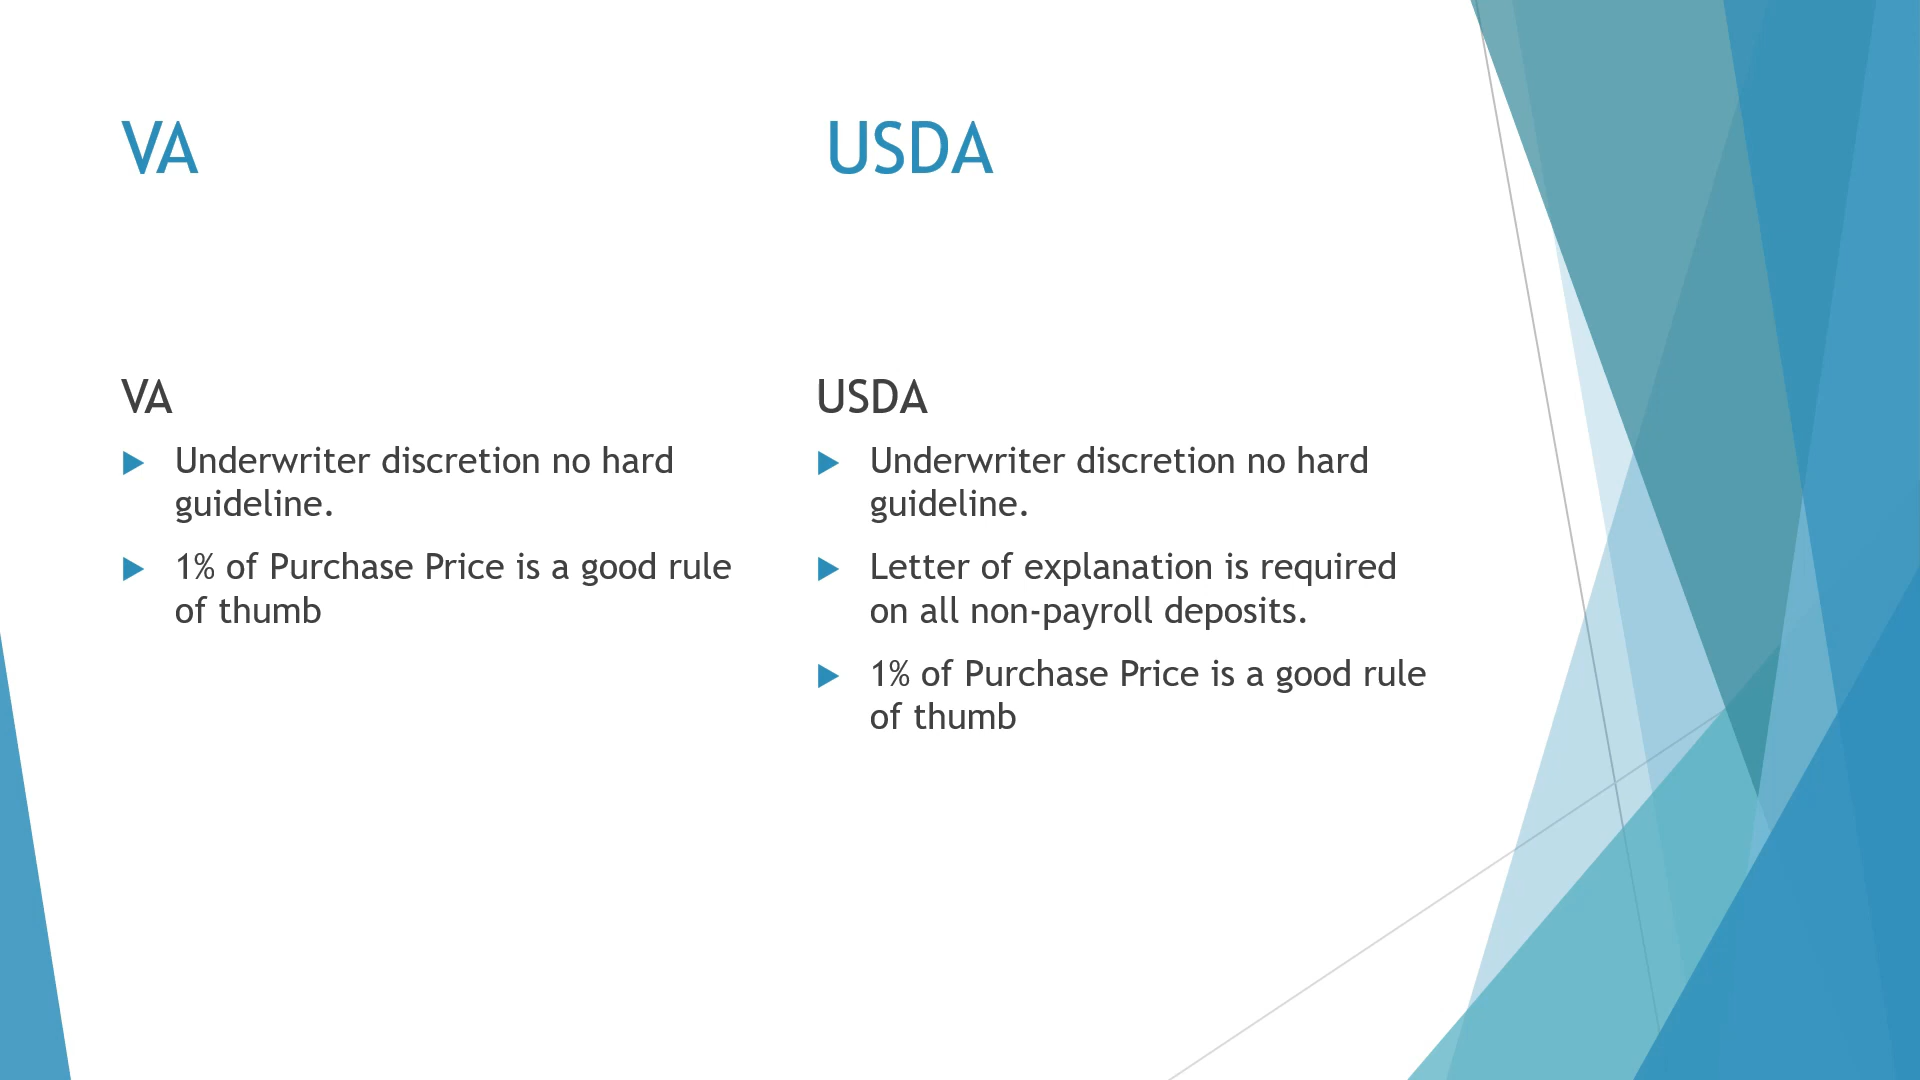 VA
USDA
VA
Underwriter discretion no hard
guideline.
1% of Purchase Price is a good rule
of thumb
USDA
Underwriter discretion no hard
guideline.
Letter of explanation is required
on all non-payroll deposits.
1% of Purchase Price is a good rule
of thumb